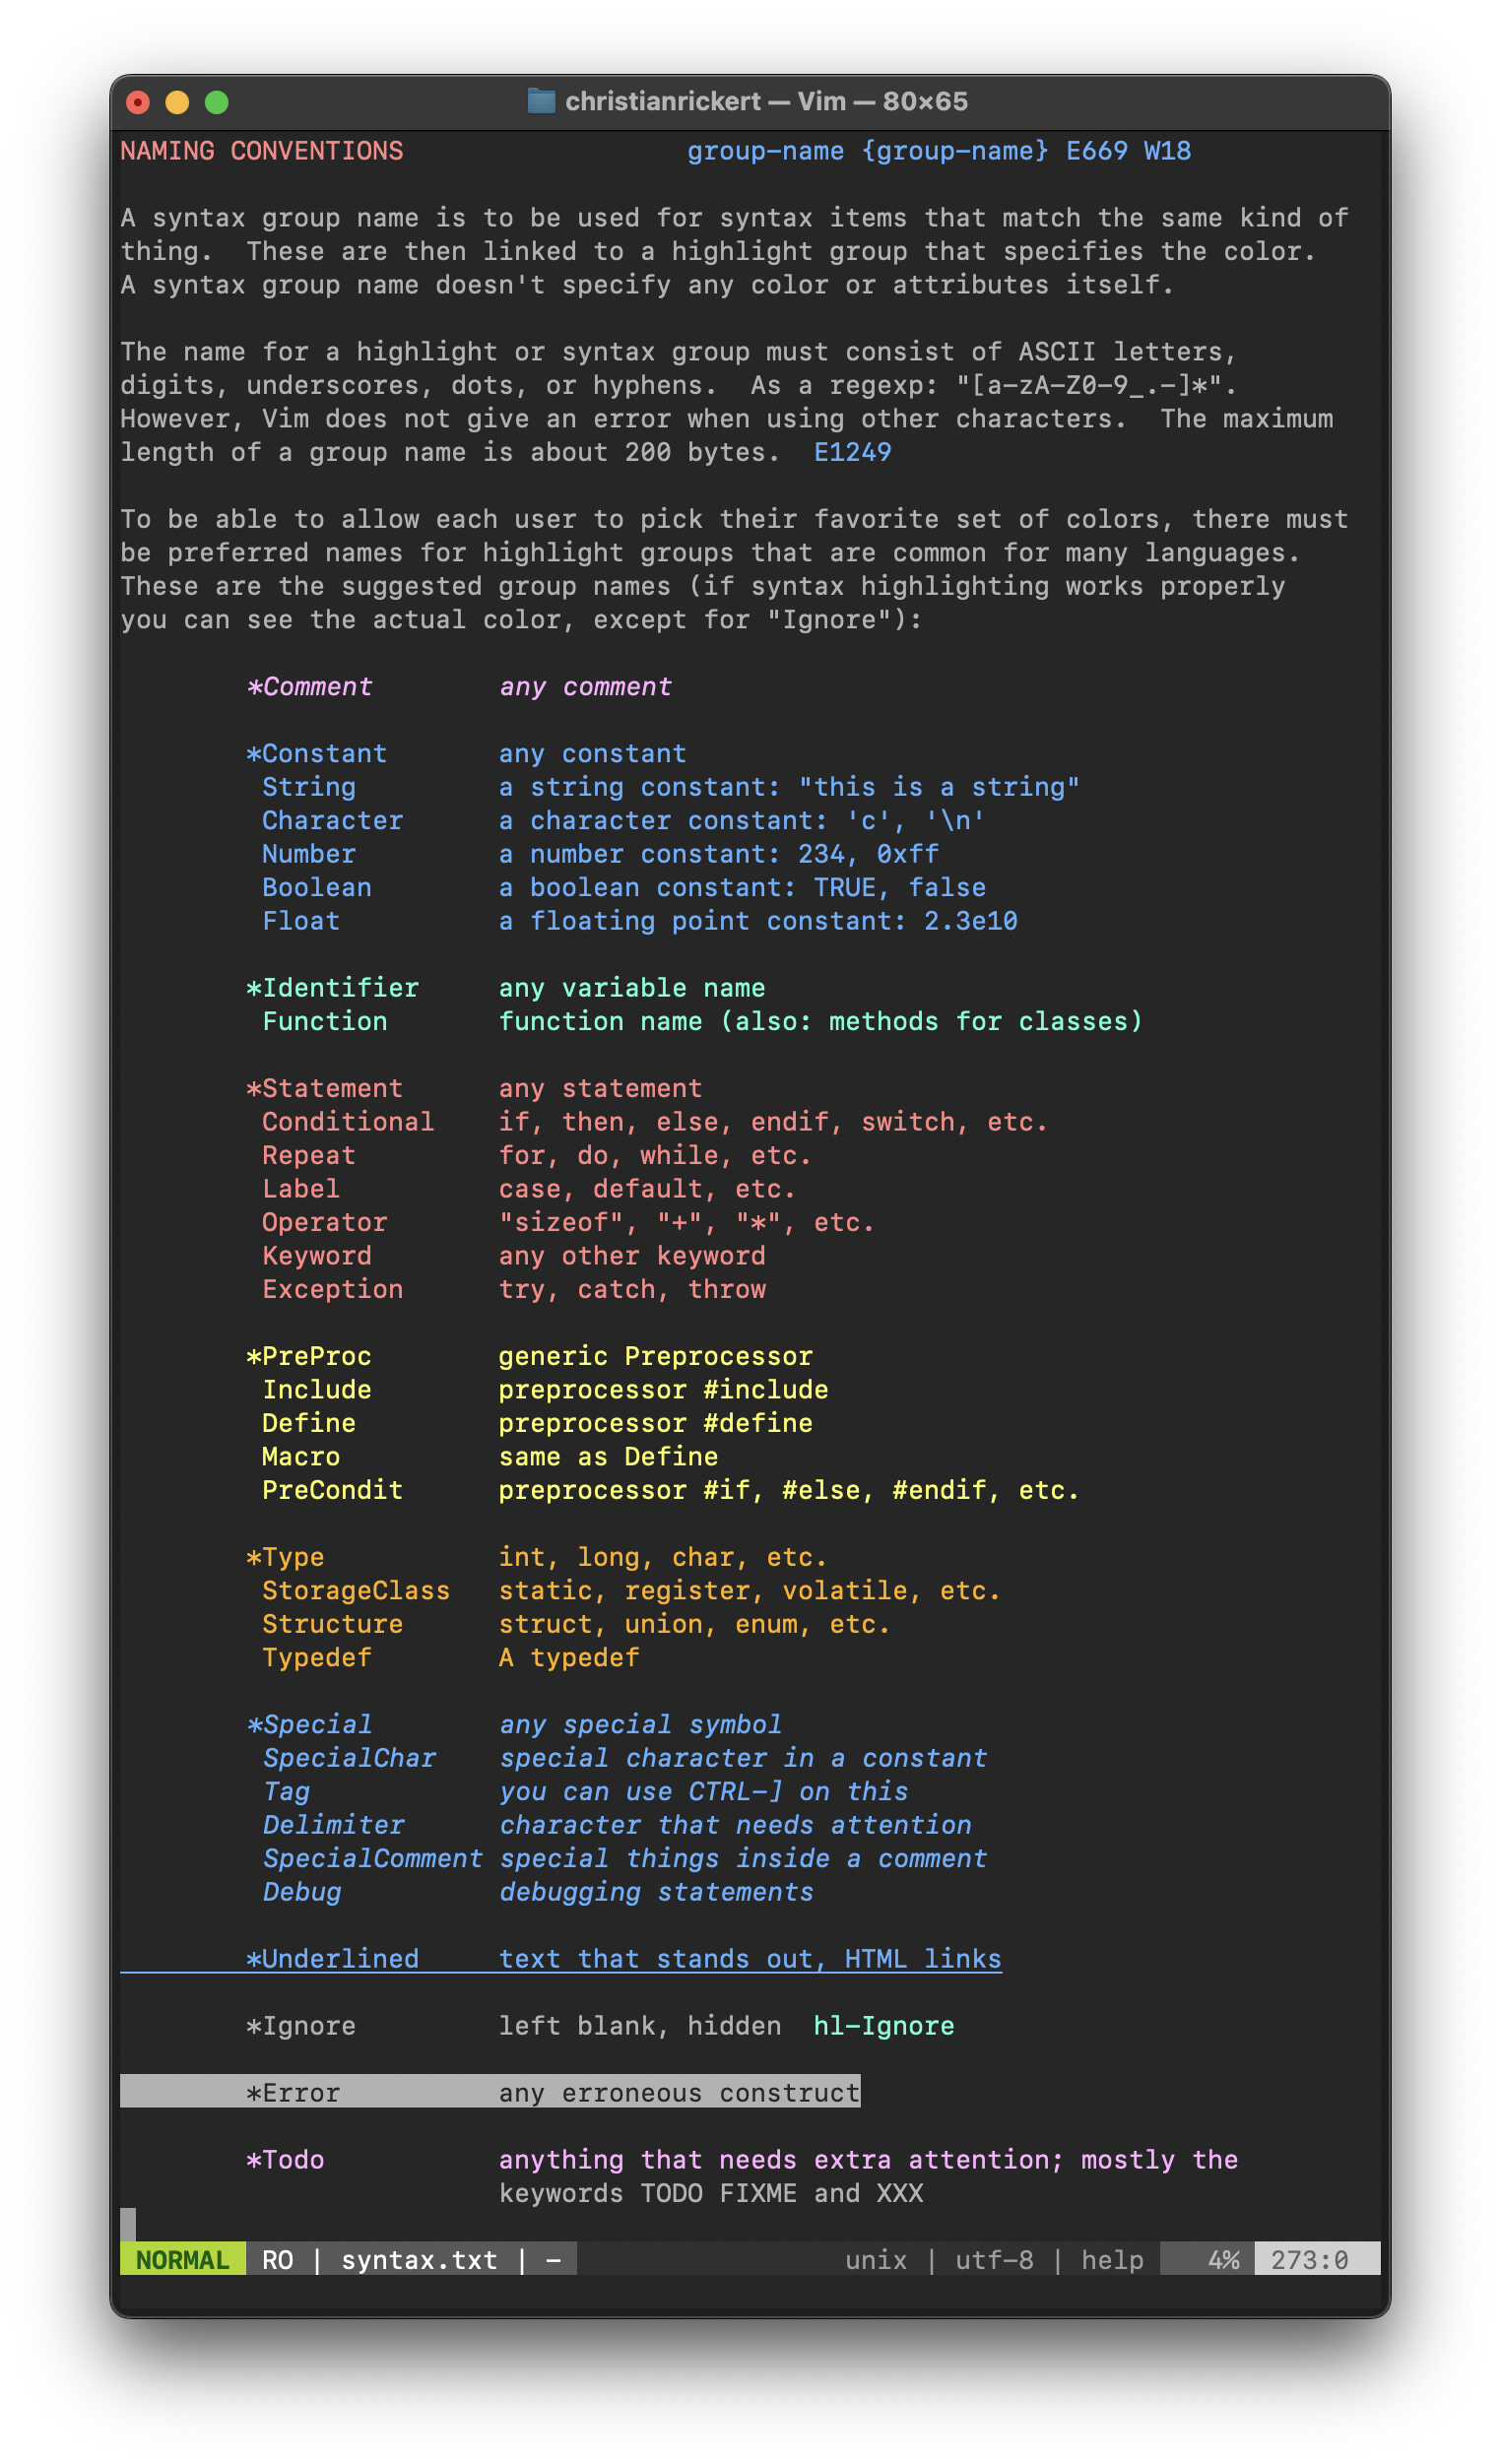 christianrickert — Vim — 80×65
NAMING CONVENTIONS                  group-name {group-name} E669 W18
A syntax group name is to be used for syntax items that match the same kind of
thing.  These are then linked to a highlight group that specifies the color.
A syntax group name doesn't specify any color or attributes itself.
The name for a highlight or syntax group must consist of ASCII letters,
digits, underscores, dots, or hyphens.  As a regexp: "[a-zA-Z0-9_.-]*".
However, Vim does not give an error when using other characters.  The maximum
length of a group name is about 200 bytes.  E1249
To be able to allow each user to pick their favorite set of colors, there must
be preferred names for highlight groups that are common for many languages.
These are the suggested group names (if syntax highlighting works properly
you can see the actual color, except for "Ignore"):
        *Comment        any comment
        *Constant       any constant
         String         a string constant: "this is a string"
         Character      a character constant: 'c', '\n'
         Number         a number constant: 234, 0xff
         Boolean        a boolean constant: TRUE, false
         Float          a floating point constant: 2.3e10
        *Identifier     any variable name
         Function       function name (also: methods for classes)
        *Statement      any statement
         Conditional    if, then, else, endif, switch, etc.
         Repeat         for, do, while, etc.
         Label          case, default, etc.
         Operator       "sizeof", "+", "*", etc.
         Keyword        any other keyword
         Exception      try, catch, throw
        *PreProc        generic Preprocessor
         Include        preprocessor #include
         Define         preprocessor #define
         Macro          same as Define
         PreCondit      preprocessor #if, #else, #endif, etc.
        *Type           int, long, char, etc.
         StorageClass   static, register, volatile, etc.
         Structure      struct, union, enum, etc.
         Typedef        A typedef
        *Special        any special symbol
         SpecialChar    special character in a constant
         Tag            you can use CTRL-] on this
         Delimiter      character that needs attention
         SpecialComment special things inside a comment
         Debug          debugging statements
        *Underlined     text that stands out, HTML links
        *Ignore         left blank, hidden  hl-Ignore
        *Error          any erroneous construct
        *Todo           anything that needs extra attention; mostly the
                        keywords TODO FIXME and XXX
NORMAL  RO | syntax.txt | -                  unix | utf-8 | help    4%  273:0